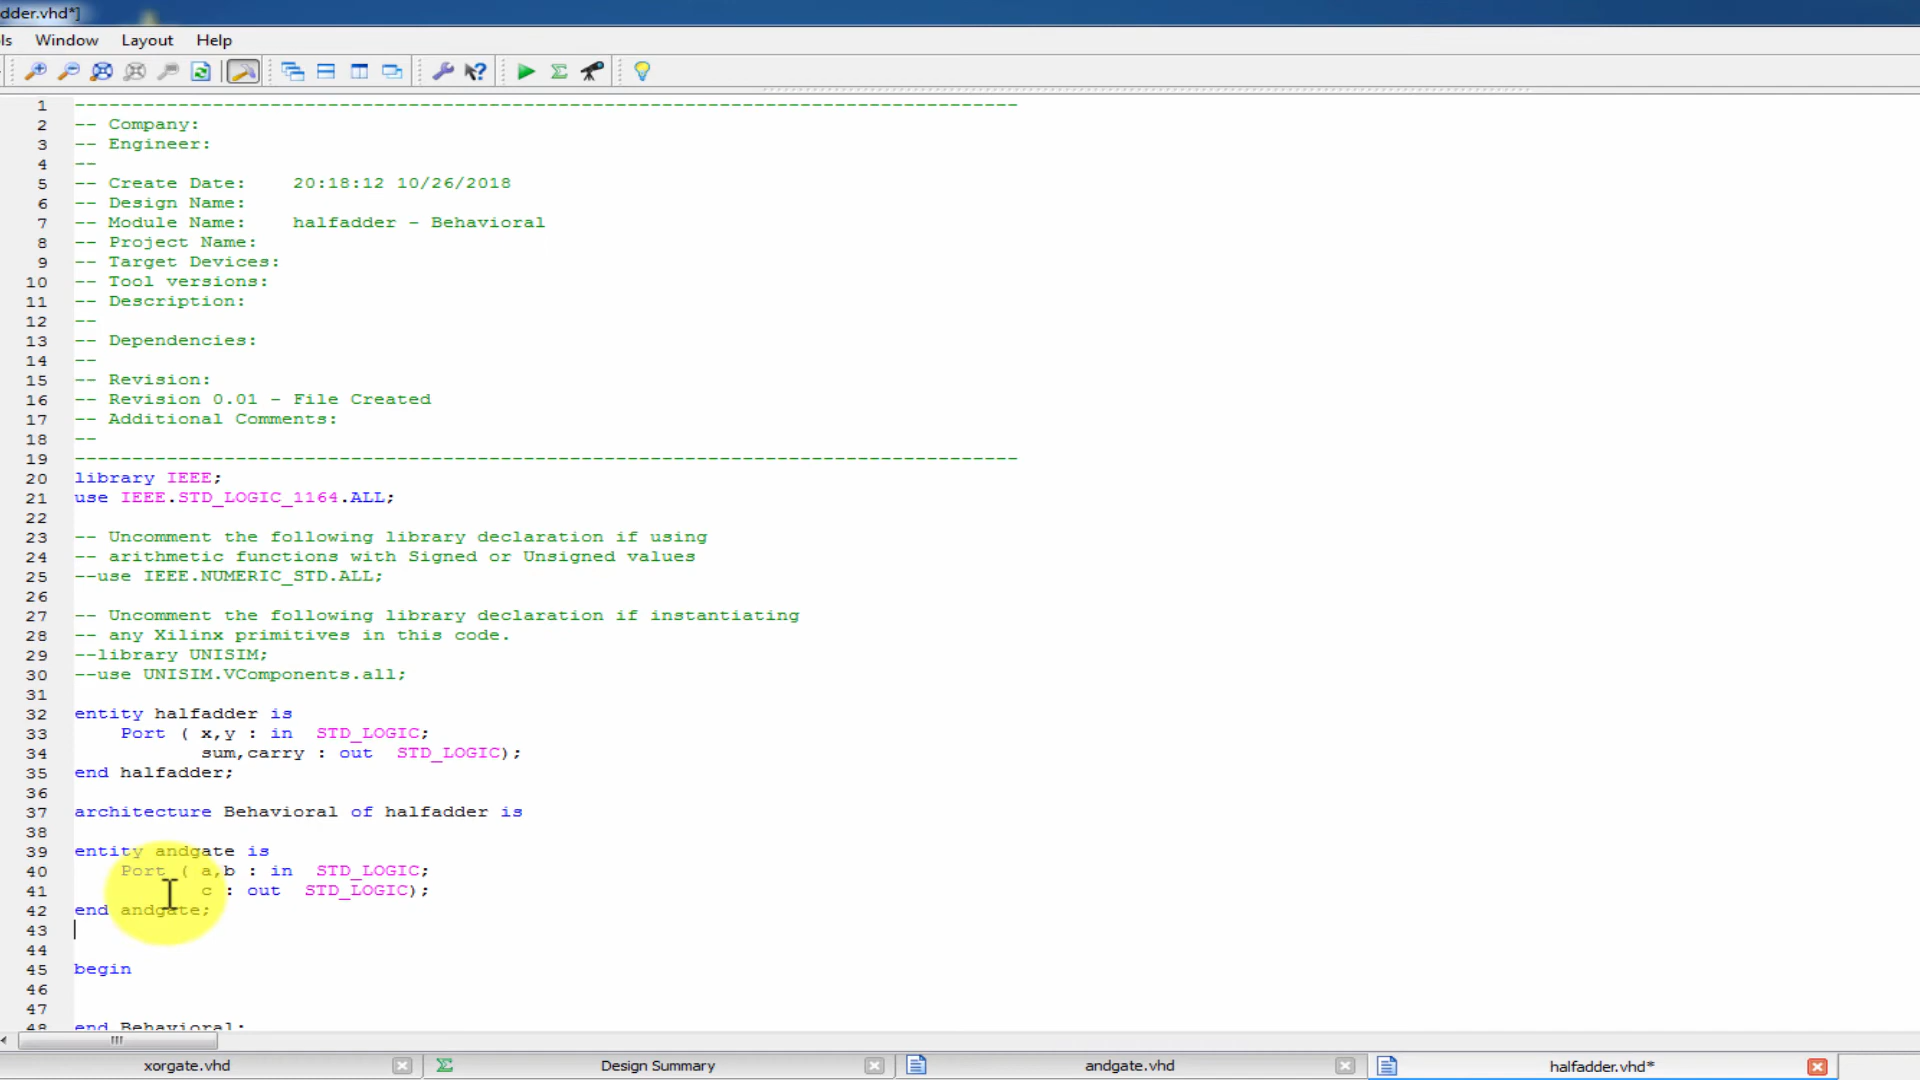 dder.vhd*]
ls Window Layout Help
1 --------------------------------------------------------------------------------
2 -- Company:
3 -- Engineer:
4 --
5 -- Create Date:    20:18:12 10/26/2018
6 -- Design Name:
7 -- Module Name:    halfadder - Behavioral
8 -- Project Name:
9 -- Target Devices:
10 -- Tool versions:
11 -- Description:
12 --
13 -- Dependencies:
14 --
15 -- Revision:
16 -- Revision 0.01 - File Created
17 -- Additional Comments:
18 --
19 --------------------------------------------------------------------------------
20 library IEEE;
21 use IEEE.STD_LOGIC_1164.ALL;
22
23 -- Uncomment the following library declaration if using
24 -- arithmetic functions with Signed or Unsigned values
25 --use IEEE.NUMERIC_STD.ALL;
26
27 -- Uncomment the following library declaration if instantiating
28 -- any Xilinx primitives in this code.
29 --library UNISIM;
30 --use UNISIM.VComponents.all;
31
32 entity halfadder is
33     Port ( x,y : in  STD_LOGIC;
34            sum,carry : out  STD_LOGIC);
35 end halfadder;
36
37 architecture Behavioral of halfadder is
38
39 entity andgate is
40     Port ( a,b : in  STD_LOGIC;
41            c : out  STD_LOGIC);
42 end andgate;
43
44
45 begin
46
47
48 end Behavioral;
xorgate.vhd Design Summary andgate.vhd halfadder.vhd*